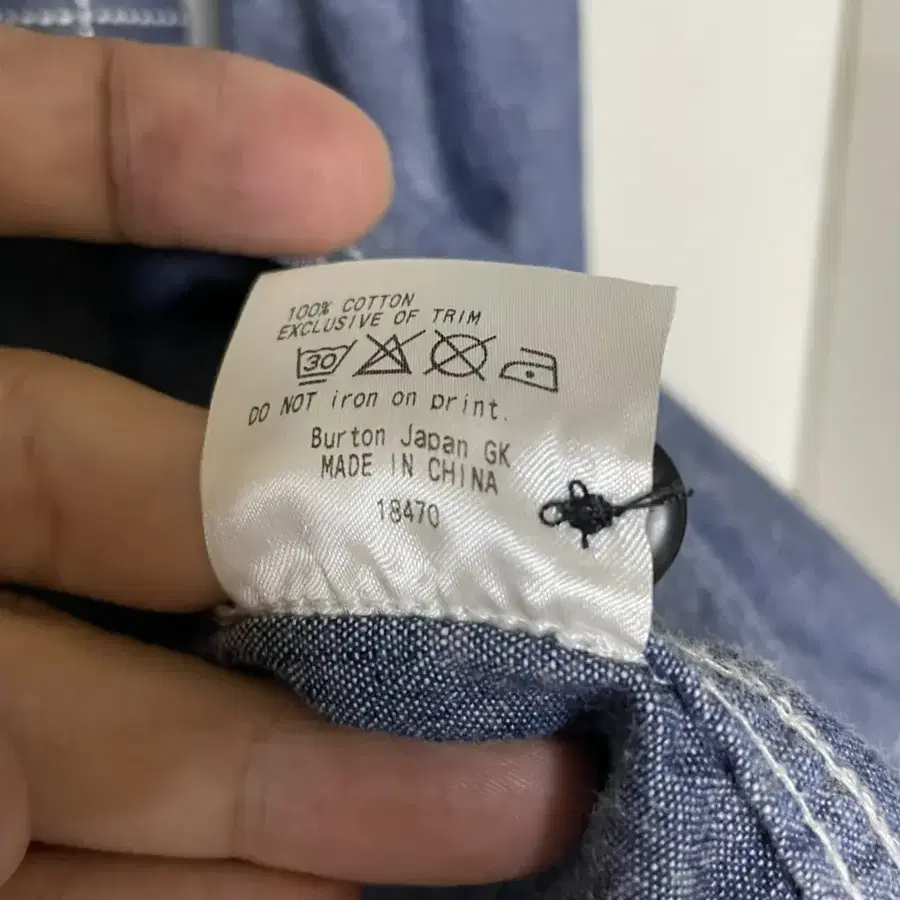 100% COTTON
EXCLUSIVE OF TRIM
30
DO NOT iron on print.
Burton Japan GK
MADE IN CHINA
18470